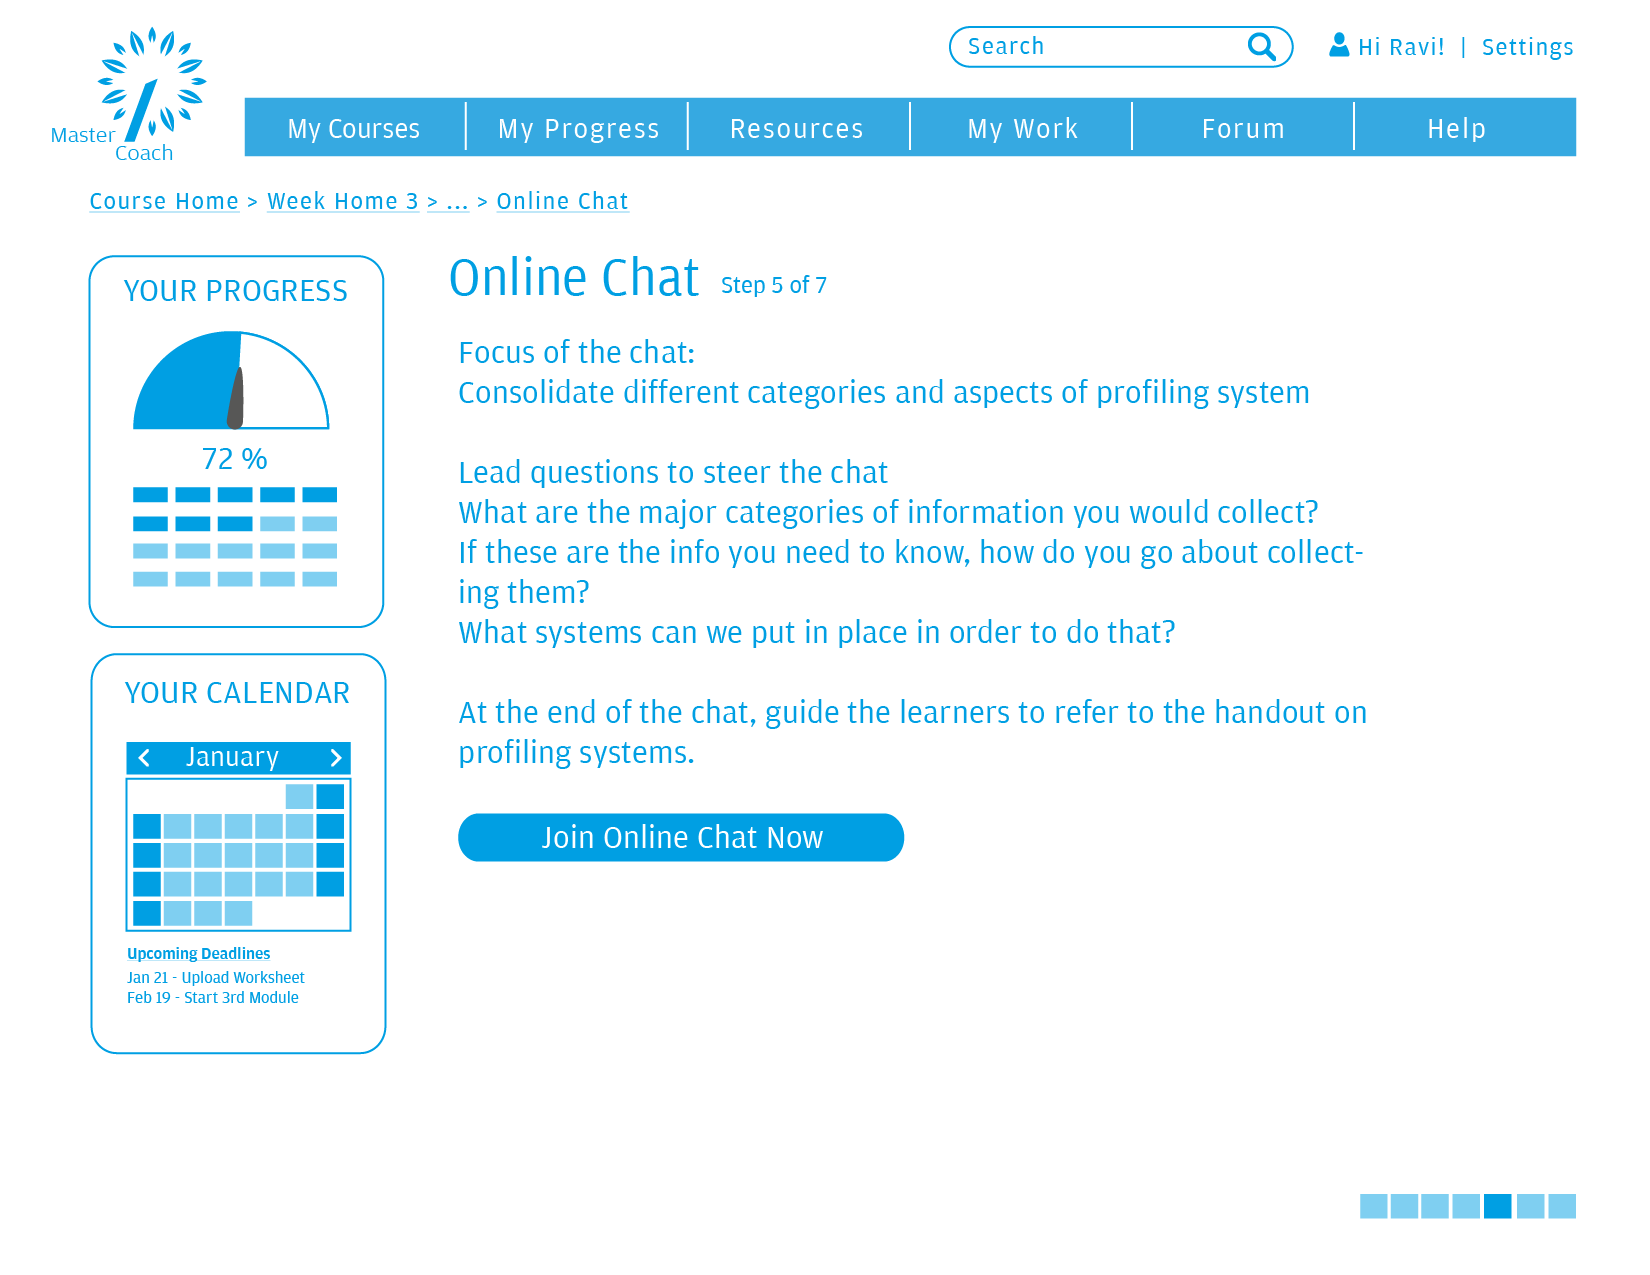 Master
Coach
Search
Hi Ravi! | Settings
My Courses
My Progress
Resources
My Work
Forum
Help
Course Home > Week Home 3 > ... > Online Chat
YOUR PROGRESS
72 %
YOUR CALENDAR
January
Upcoming Deadlines
Jan 21 - Upload Worksheet
Feb 19 - Start 3rd Module
Online Chat Step 5 of 7
Focus of the chat:
Consolidate different categories and aspects of profiling system
Lead questions to steer the chat
What are the major categories of information you would collect?
If these are the info you need to know, how do you go about collect-
ing them?
What systems can we put in place in order to do that?
At the end of the chat, guide the learners to refer to the handout on
profiling systems.
Join Online Chat Now